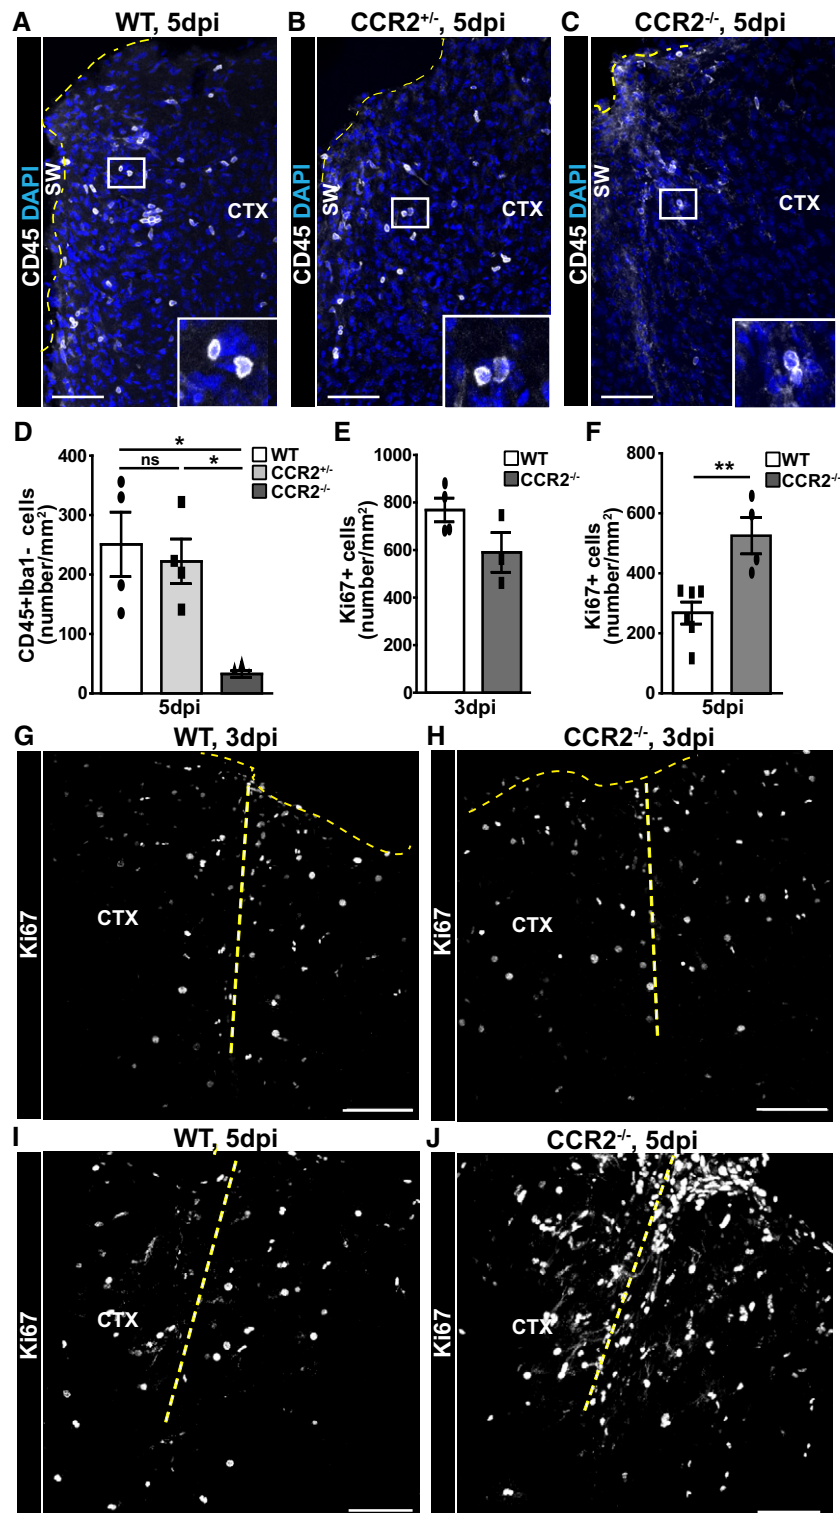 A WT, 5dpi
B CCR2+/-, 5dpi
C CCR2-/-, 5dpi
CD45 DAPI
SW
CTX
CD45 DAPI
SW
CTX
CD45 DAPI
SW
CTX
D
*
ns
*
WT
CCR2+/-
CCR2-/-
CD45+Iba1- cells
(number/mm2)
400
300
200
100
0
5dpi
E
WT
CCR2-/-
Ki67+ cells
(number/mm2)
1000
800
600
400
200
0
3dpi
F
**
WT
CCR2-/-
Ki67+ cells
(number/mm2)
800
600
400
200
0
5dpi
G WT, 3dpi
Ki67
CTX
H CCR2-/-, 3dpi
Ki67
CTX
I WT, 5dpi
Ki67
CTX
J CCR2-/-, 5dpi
Ki67
CTX